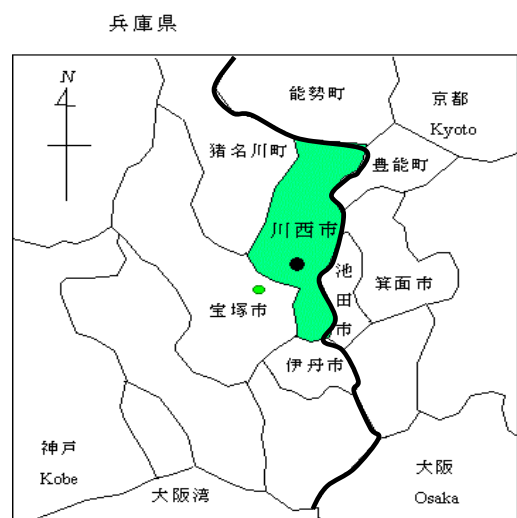 兵庫県
N
能勢町
京都
Kyoto
猪名川町
豊能町
川西市
池田市
箕面市
宝塚市
伊丹市
神戸
Kobe
大阪湾
大阪
Osaka